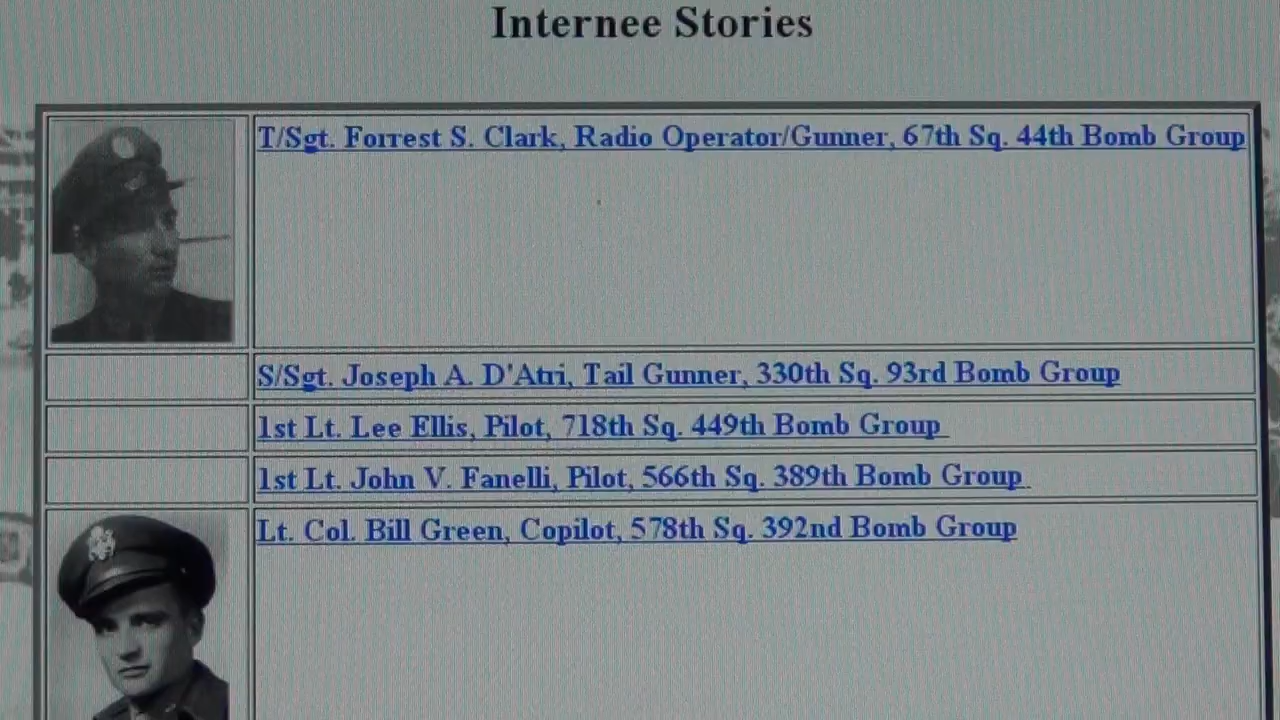 Internee Stories
T/Sgt. Forrest S. Clark, Radio Operator/Gunner, 67th Sq. 44th Bomb Group
S/Sgt. Joseph A. D'Atri, Tail Gunner, 330th Sq. 93rd Bomb Group
1st Lt. Lee Ellis, Pilot, 718th Sq. 449th Bomb Group
1st Lt. John V. Fanelli, Pilot, 566th Sq. 389th Bomb Group
Lt. Col. Bill Green, Copilot, 578th Sq. 392nd Bomb Group